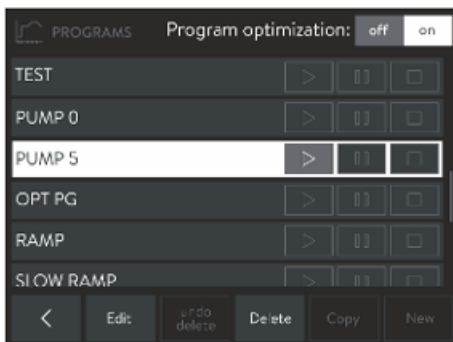 PROGRAMS Program optimization: off on
TEST
PUMP 0
PUMP 5
OPT PG
RAMP
SLOW RAMP
Edit undo delete Delete Copy New